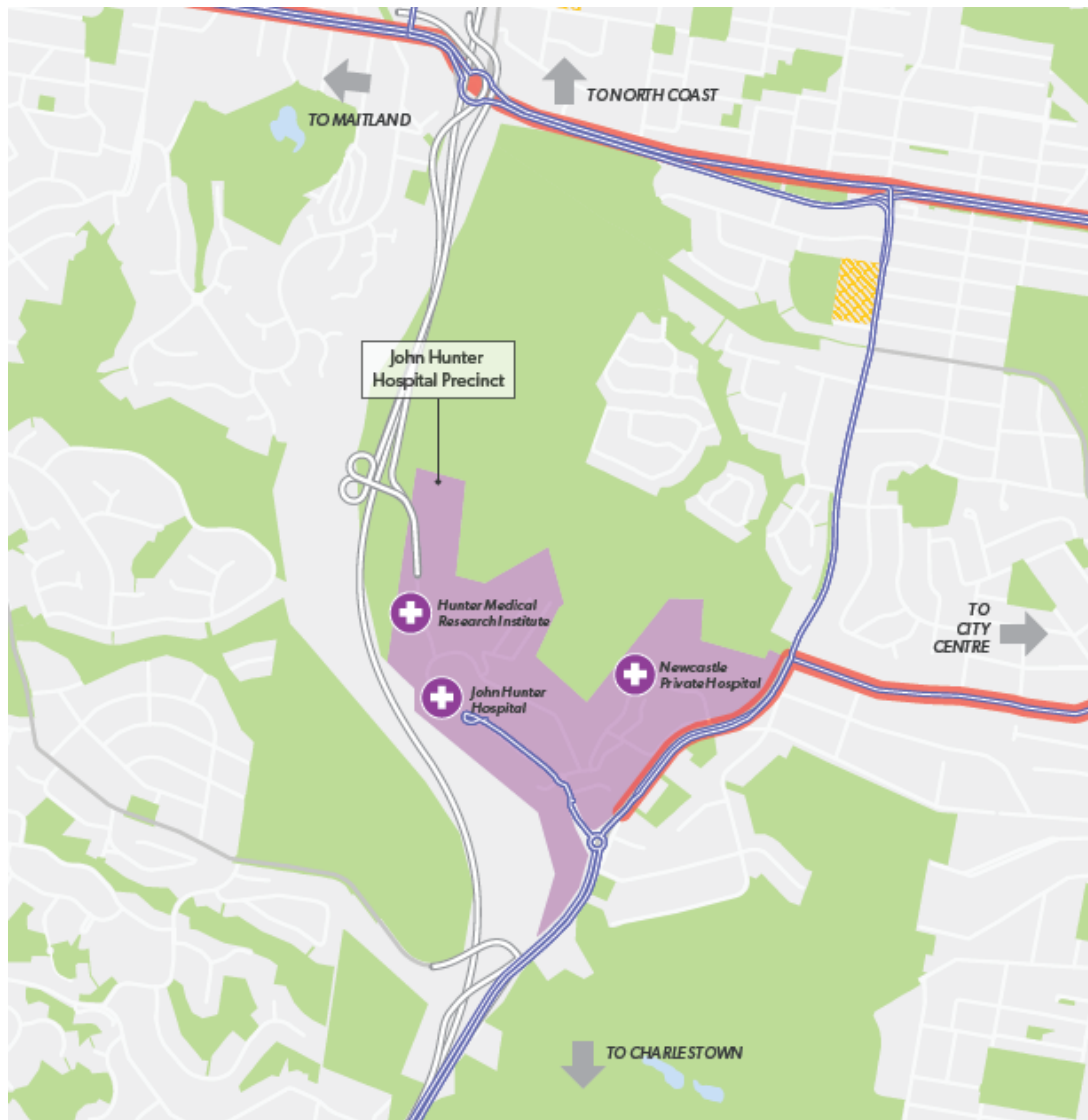 TO NORTH COAST
TO MAITLAND
John Hunter
Hospital Precinct
Hunter Medical
Research Institute
TO
CITY
CENTRE
Newcastle
Private Hospital
John Hunter
Hospital
TO CHARLESTOWN